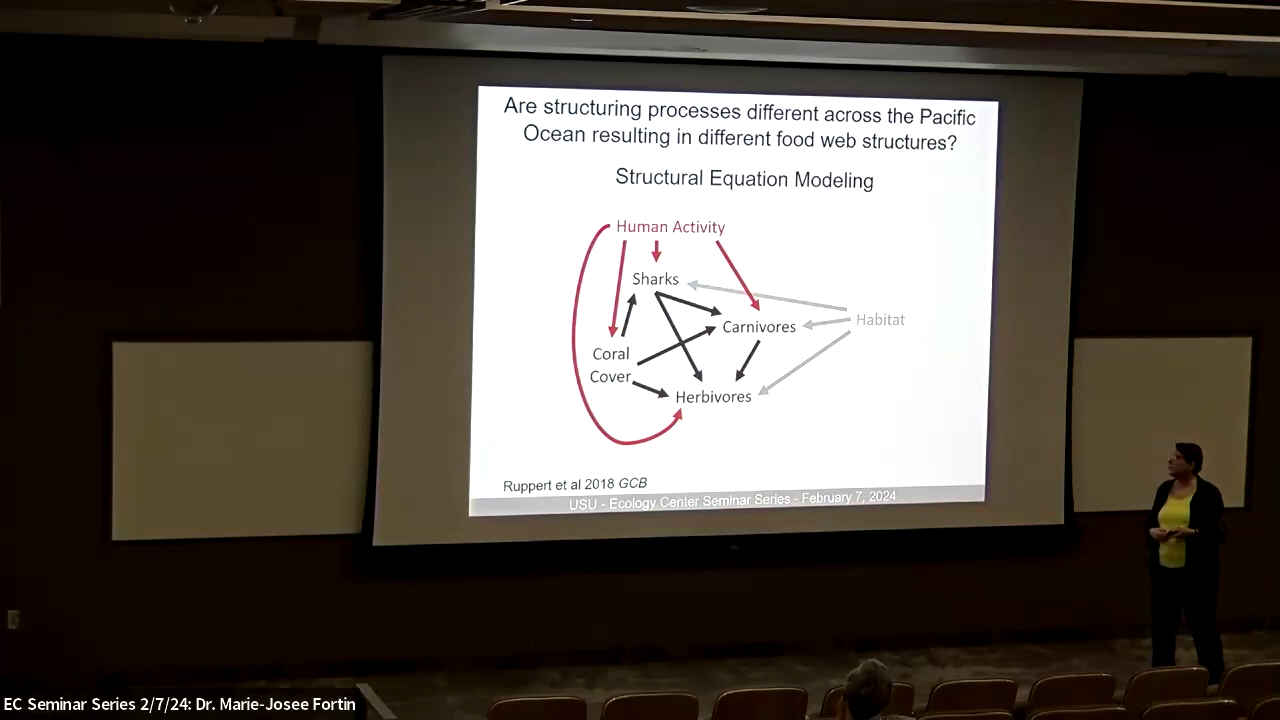 Are structuring processes different across the Pacific
Ocean resulting in different food web structures?
Structural Equation Modeling
Human Activity
Sharks
Carnivores
Habitat
Coral
Cover
Herbivores
Ruppert et al 2018 GCB
USU - Ecology Center Seminar Series - February 7, 2024
EC Seminar Series 2/7/24: Dr. Marie-Josee Fortin